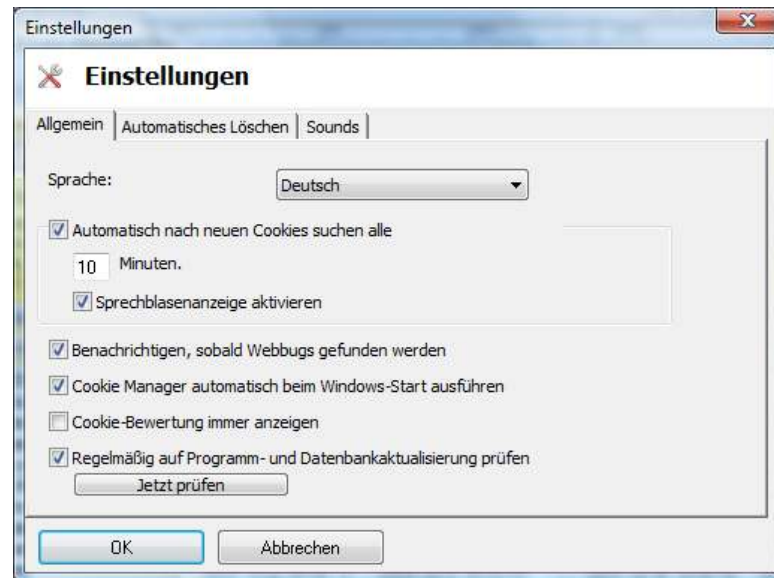 Einstellungen
Einstellungen
Allgemein Automatisches Löschen Sounds
Sprache: Deutsch
Automatisch nach neuen Cookies suchen alle
10 Minuten.
Sprechblasenanzeige aktivieren
Benachrichtigen, sobald Webbugs gefunden werden
Cookie Manager automatisch beim Windows-Start ausführen
Cookie-Bewertung immer anzeigen
Regelmäßig auf Programm- und Datenbankaktualisierung prüfen
Jetzt prüfen
OK Abbrechen